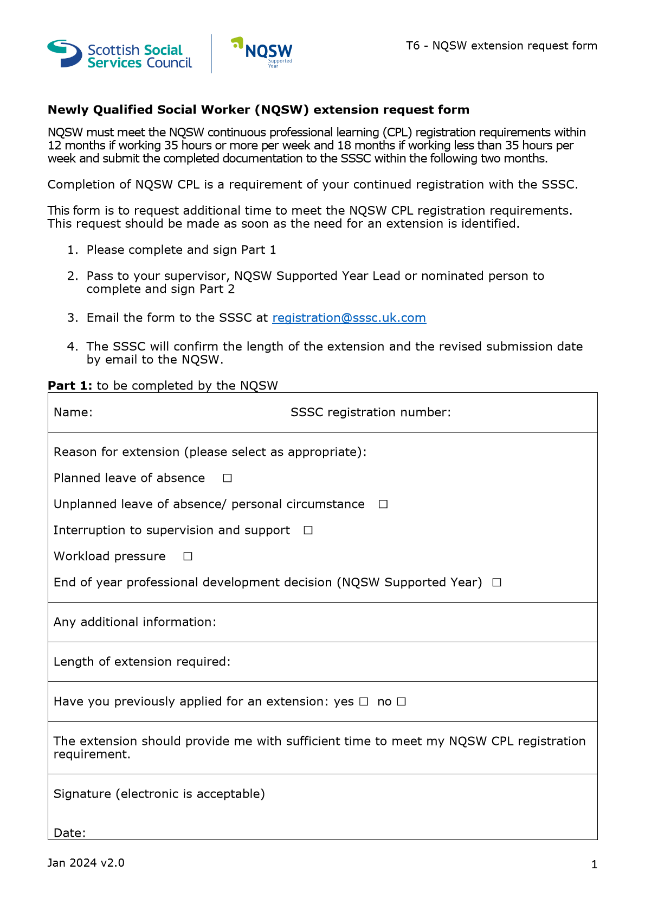 Scottish Social
Services Council
NQSW
Supported
Year
T6 - NQSW extension request form
Newly Qualified Social Worker (NQSW) extension request form
NQSW must meet the NQSW continuous professional learning (CPL) registration requirements within
12 months if working 35 hours or more per week and 18 months if working less than 35 hours per
week and submit the completed documentation to the SSSC within the following two months.
Completion of NQSW CPL is a requirement of your continued registration with the SSSC.
This form is to request additional time to meet the NQSW CPL registration requirements.
This request should be made as soon as the need for an extension is identified.
1. Please complete and sign Part 1
2. Pass to your supervisor, NQSW Supported Year Lead or nominated person to
complete and sign Part 2
3. Email the form to the SSSC at registration@sssc.uk.com
4. The SSSC will confirm the length of the extension and the revised submission date
by email to the NQSW.
Part 1: to be completed by the NQSW
Name: SSSC registration number:
Reason for extension (please select as appropriate):
Planned leave of absence ☐
Unplanned leave of absence/ personal circumstance ☐
Interruption to supervision and support ☐
Workload pressure ☐
End of year professional development decision (NQSW Supported Year) ☐
Any additional information:
Length of extension required:
Have you previously applied for an extension: yes ☐ no ☐
The extension should provide me with sufficient time to meet my NQSW CPL registration
requirement.
Signature (electronic is acceptable)
Date:
Jan 2024 v2.0
1